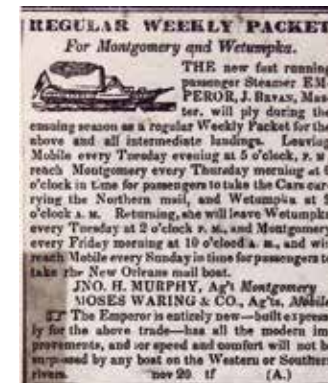 REGULAR WEEKLY PACKET
For Montgomery and Wetumpka.
THE new fast running
passenger Steamer EM-
PEROR, J. BRYAN, Mas
ter, will ply during the
ensuing season as a regular Weekly Packet for the
above and all intermediate landings. Leaving
Mobile every Tuesday evening at 5 o'clock, P. M
reach Montgomery every Thursday morning at
o'clock in time for passengers to take the Cars car-
rying the Northern mail, and Wetumpka at
o'clock A. M. Returning, she will leave Wetumpka
every Tuesday at 2 o'clock P. M., and Montgomery
every Friday morning at 10 o'clock A. M., and wil
reach Mobile every Sunday in time for passengers to
take the New Orleans mail boat.
JNO. H. MURPHY, Ag't Montgomery
MOSES WARING & CO., Ag'ts, Mobile
☞ The Emperor is entirely new—built express
ly for the above trade—has all the modern im
provements, and for speed and comfort will not be
surpassed by any boat on the Western or Southern
rivers. nov 29 tf (A.)